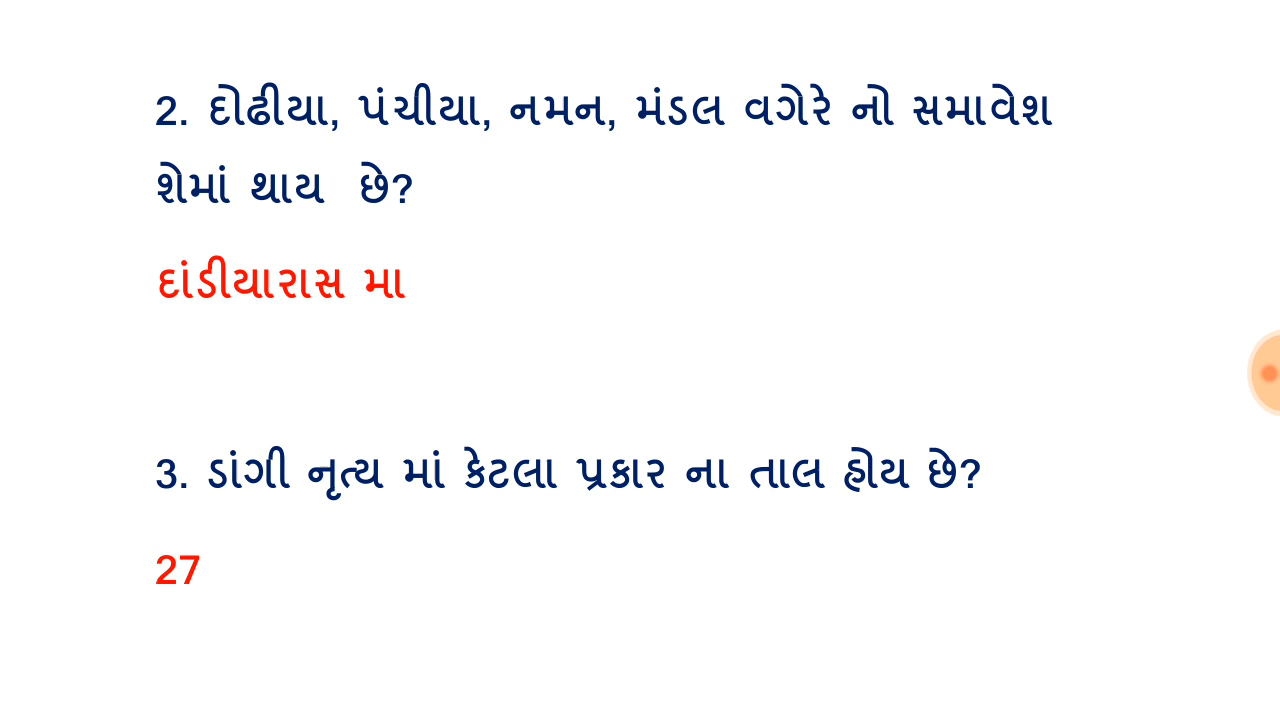 2. દોઢીયા, પંચીયા, નમન, મંડલ વગેરે નો સમાવેશ
શેમાં થાય છે?
દાંડીયારાસ મા
3. ડાંગી નૃત્ય માં કેટલા પ્રકાર ના તાલ હોય છે?
27